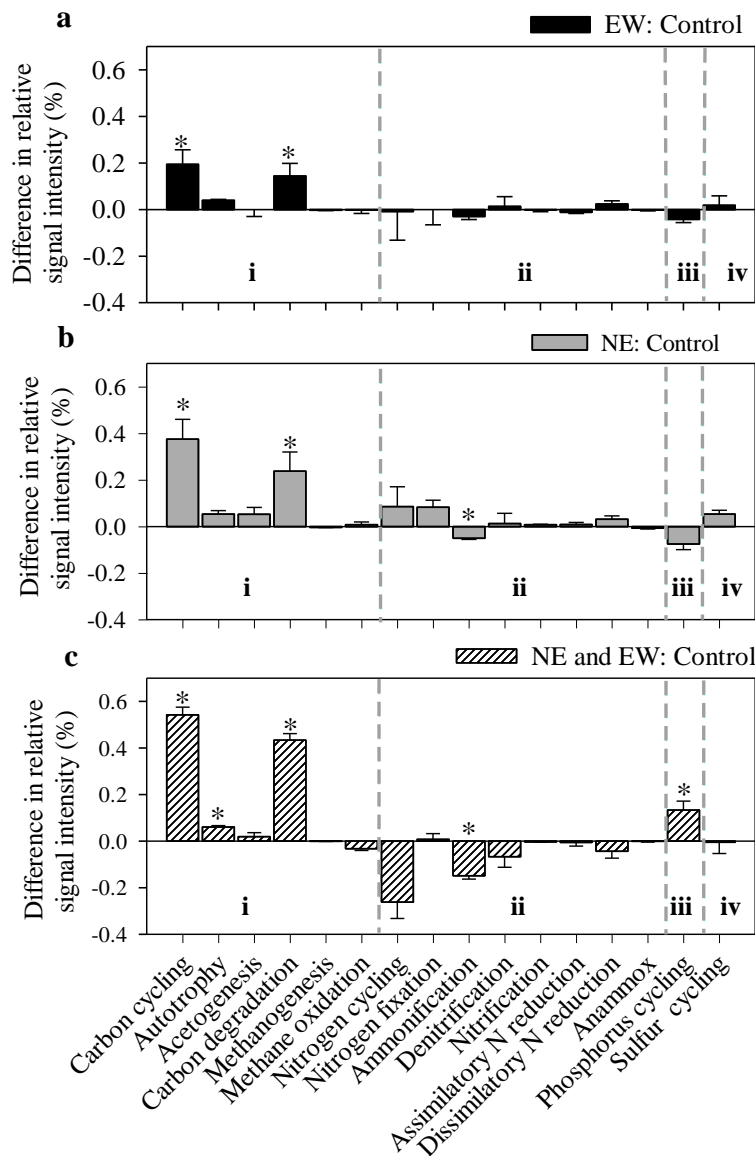 a
EW: Control
Difference in relative
signal intensity (%)
0.6
0.4
0.2
0.0
-0.2
-0.4
*
*
i
ii
iii
iv
b
NE: Control
Difference in relative
signal intensity (%)
0.6
0.4
0.2
0.0
-0.2
-0.4
*
*
*
i
ii
iii
iv
c
NE and EW: Control
Difference in relative
signal intensity (%)
0.6
0.4
0.2
0.0
-0.2
-0.4
*
*
*
*
*
i
ii
iii
iv
Carbon cycling
Autotrophy
Acetogenesis
Carbon degradation
Methanogenesis
Methane oxidation
Nitrogen cycling
Nitrogen fixation
Ammonification
Denitrification
Nitrification
Assimilatory N reduction
Dissimilatory N reduction
Anammox
Phosphorus cycling
Sulfur cycling